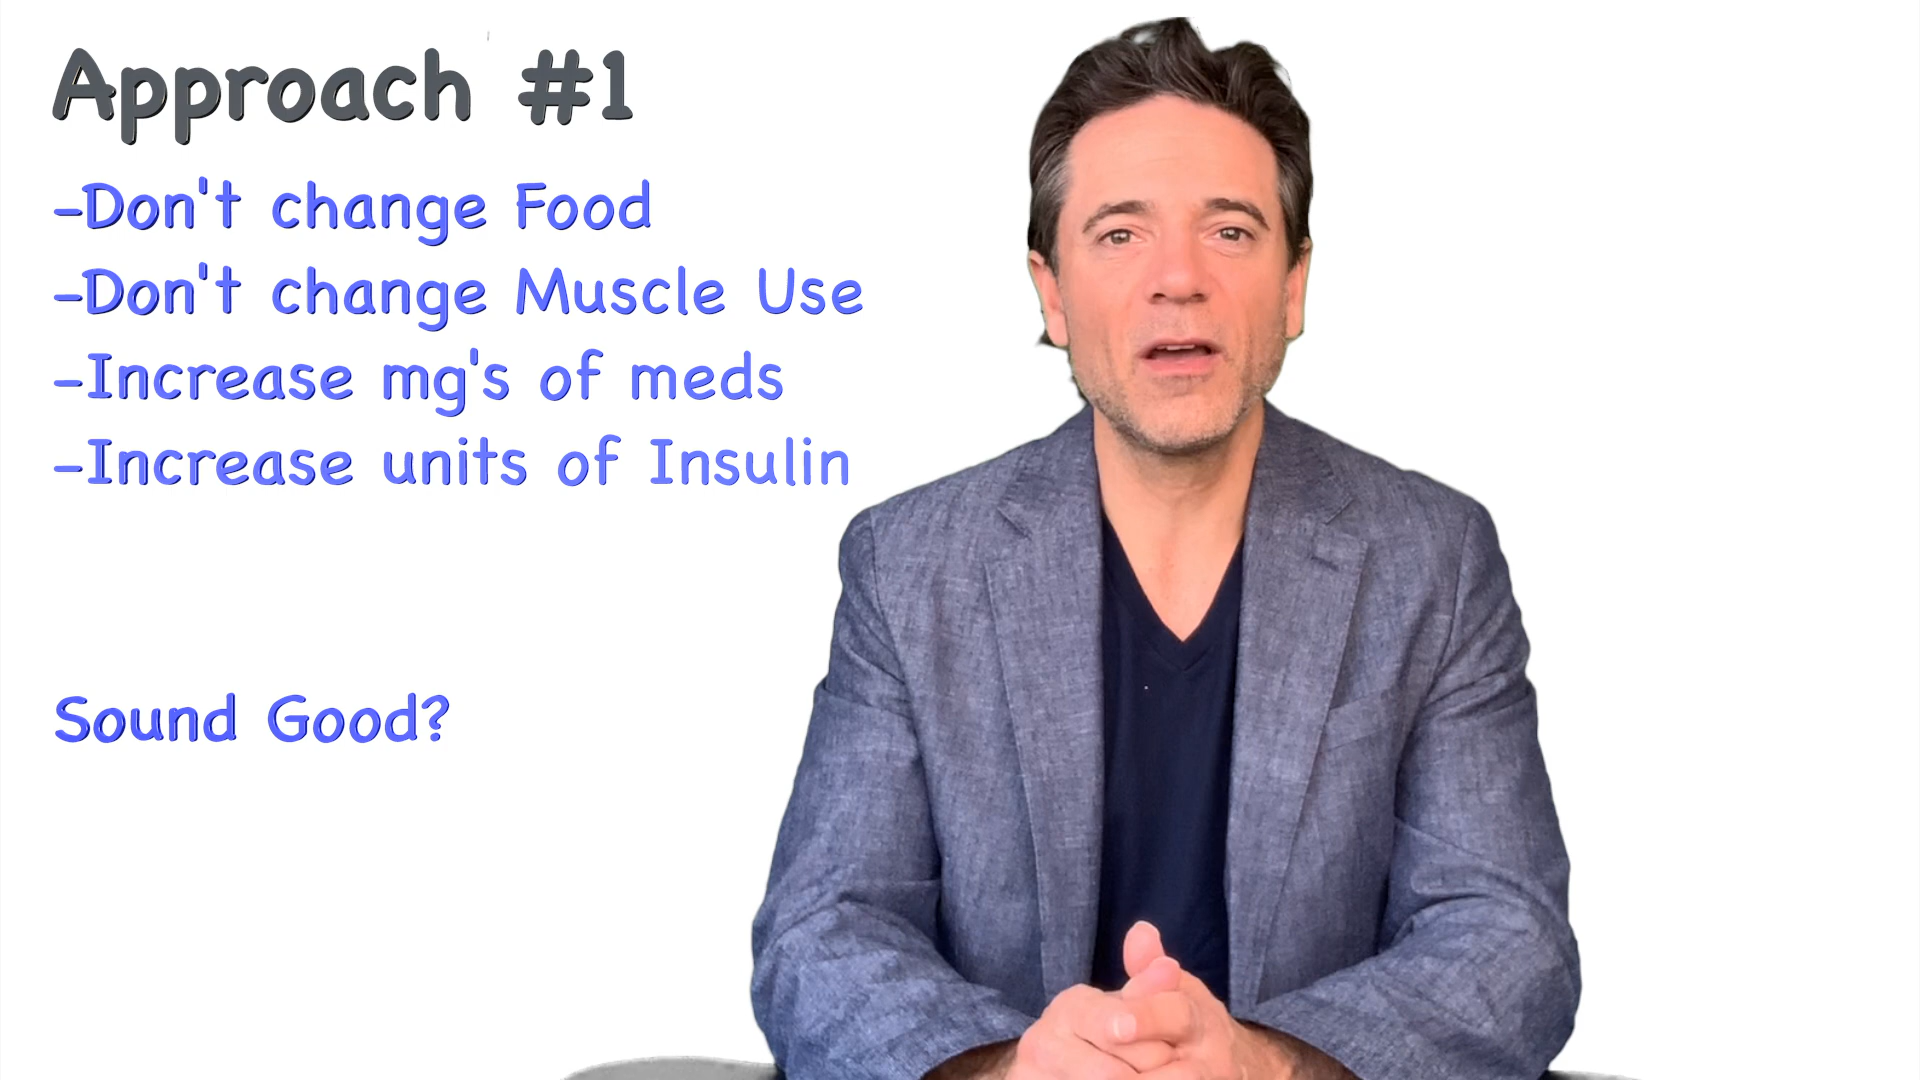 Approach #1
-Don't change Food
-Don't change Muscle Use
-Increase mg's of meds
-Increase units of Insulin
Sound Good?